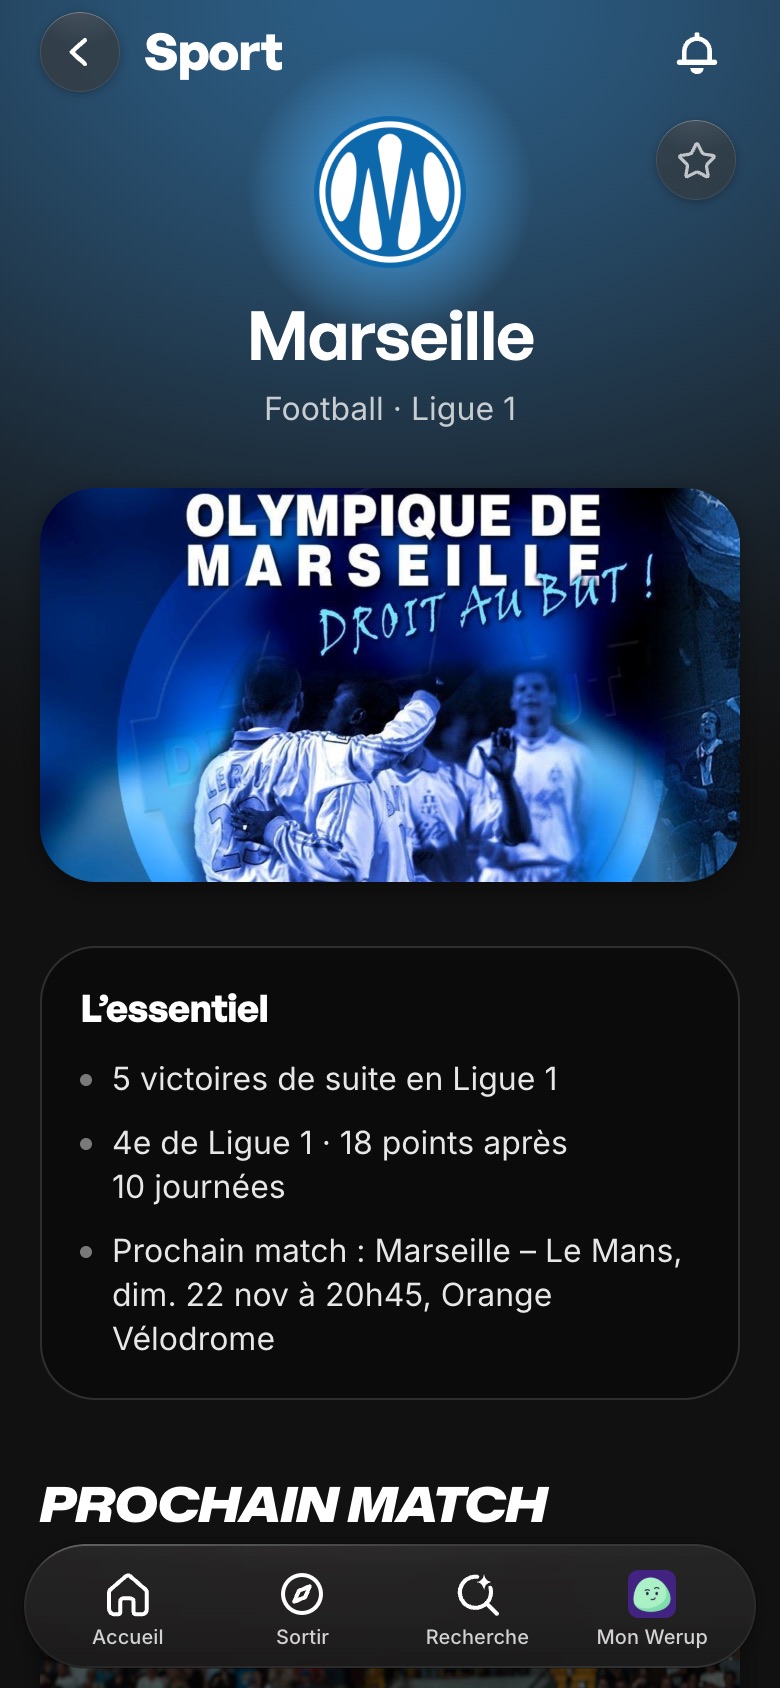 Sport
Marseille
Football · Ligue 1
OLYMPIQUE DE
MARSEILLE
DROIT AU BUT !
L’essentiel
5 victoires de suite en Ligue 1
4e de Ligue 1 · 18 points après
10 journées
Prochain match : Marseille – Le Mans,
dim. 22 nov à 20h45, Orange
Vélodrome
PROCHAIN MATCH
Accueil
Sortir
Recherche
Mon Werup